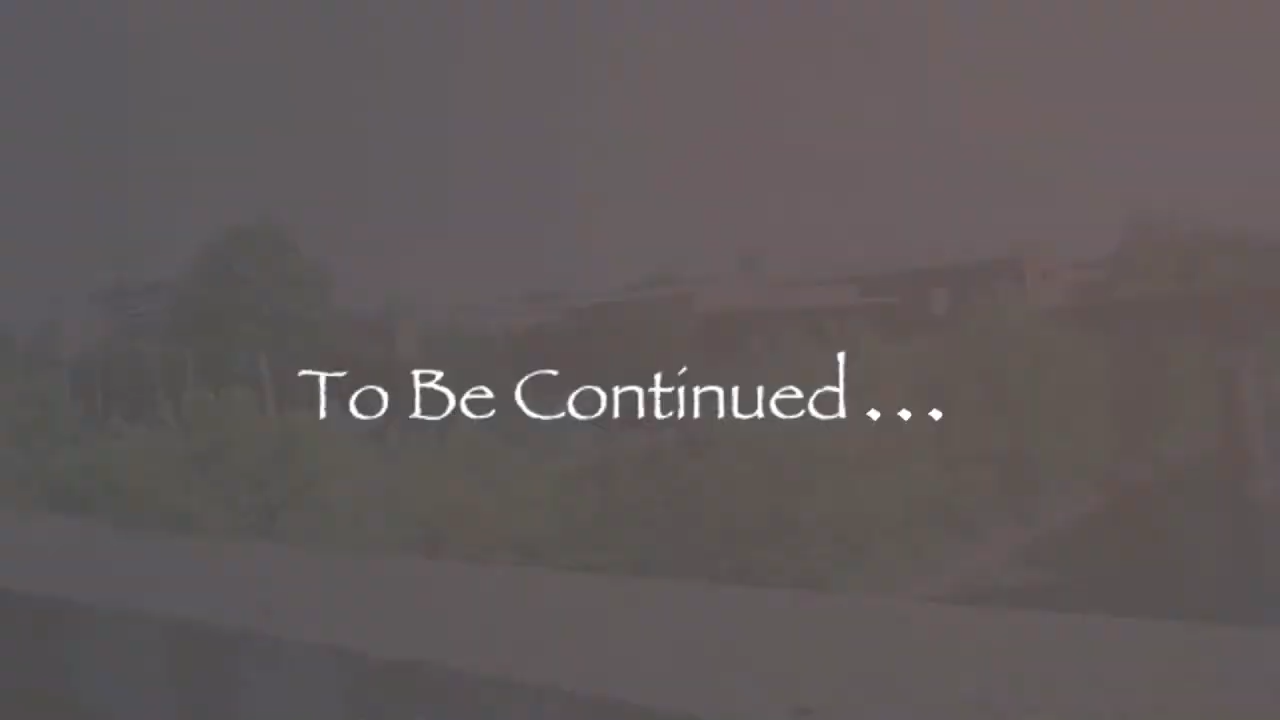 To Be Continued . . .